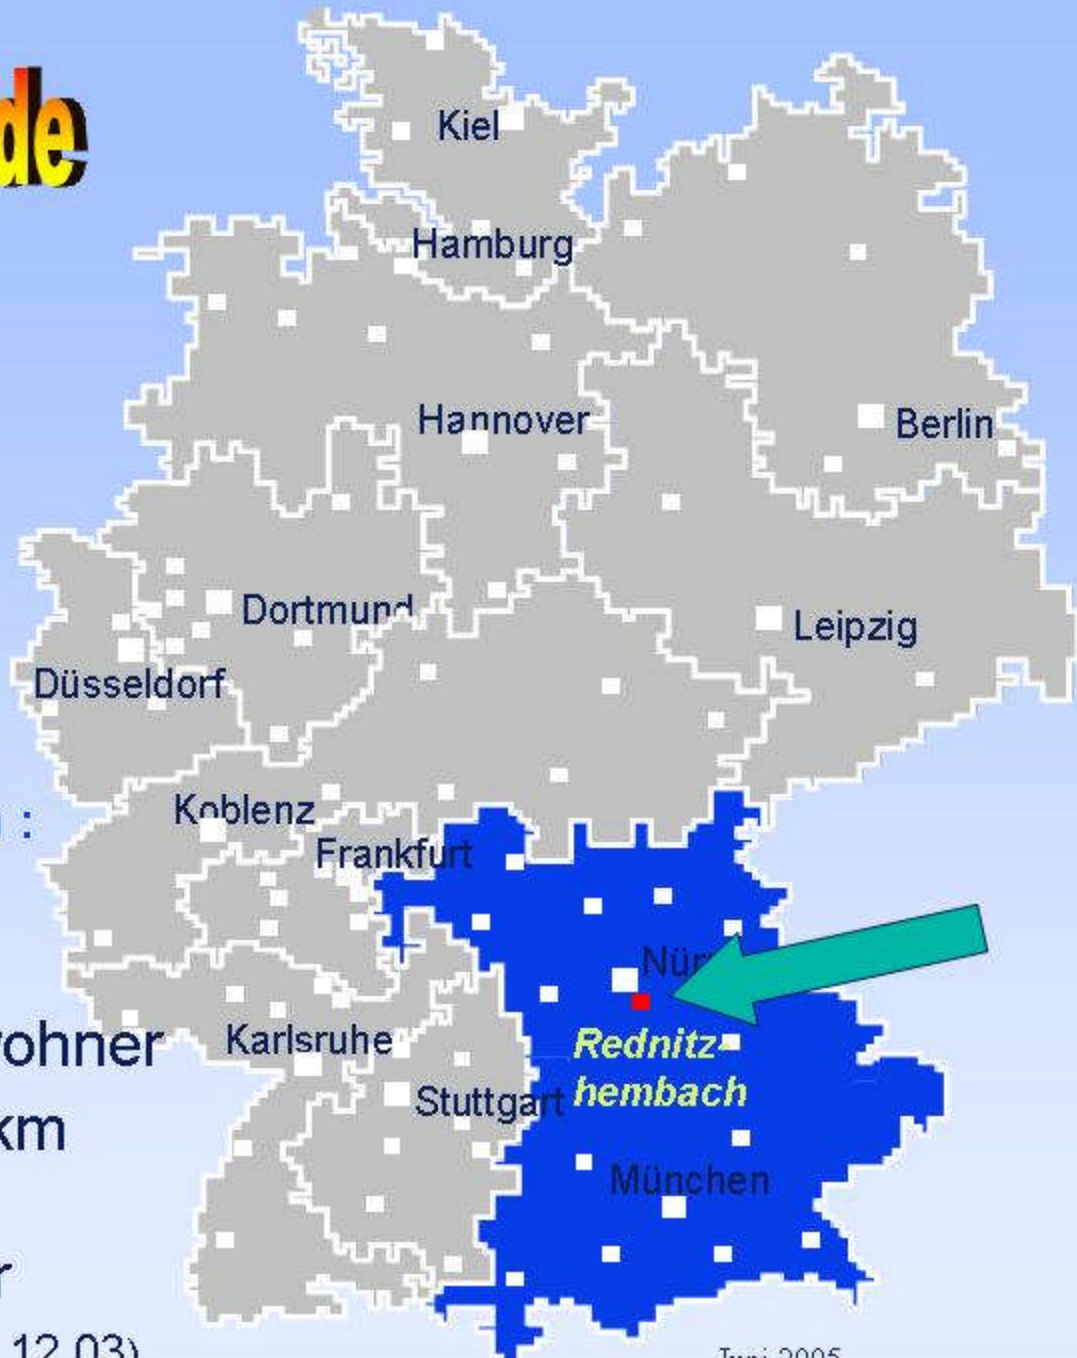 de
Kiel
Hamburg
Hannover
Berlin
Dortmund
Leipzig
Düsseldorf
Koblenz
:
Frankfurt
Nür
Rednitz-
hembach
ohner
Karlsruhe
km
Stuttgart
München
r
12.03)
Juni 2005